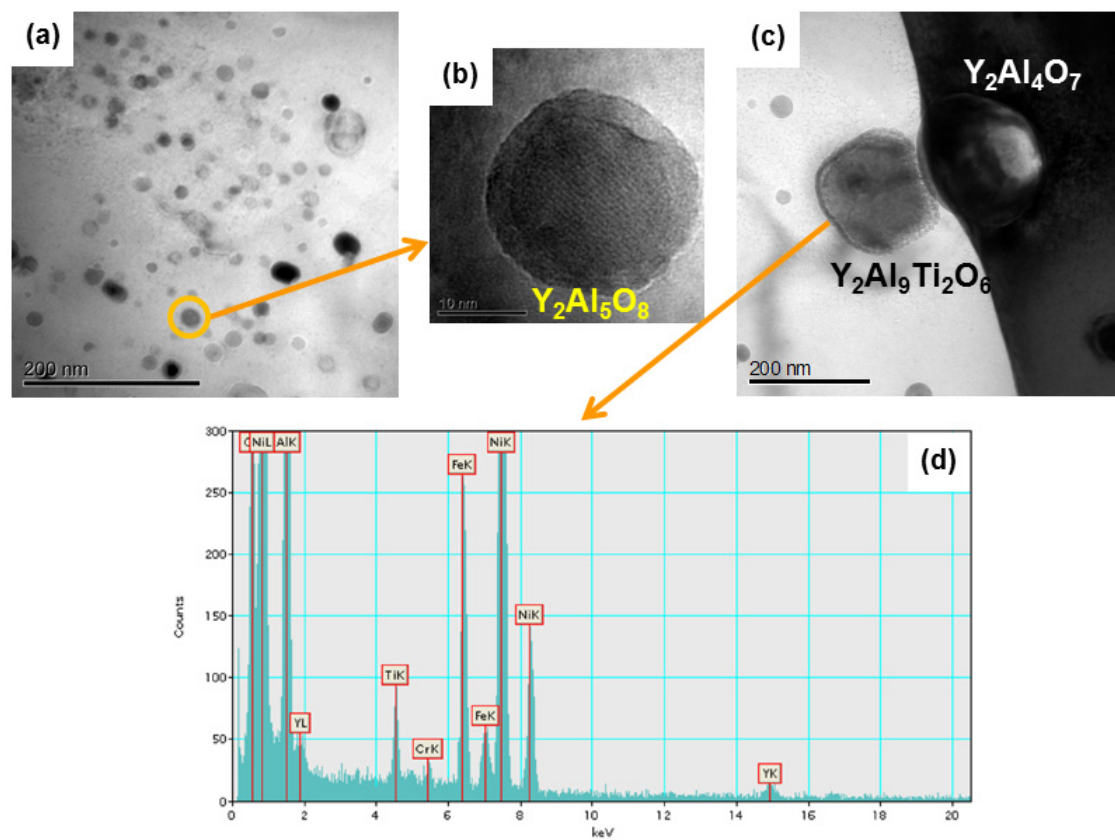 (a)
200 nm
(b)
10 nm
Y₂Al₅O₈
(c)
Y₂Al₄O₇
Y₂Al₉Ti₂O₆
200 nm
(d)
300
250
200
150
100
50
0
Counts
NiL
AlK
YL
TiK
CrK
FeK
FeK
NiK
NiK
YK
0 2 4 6 8 10 12 14 16 18 20
keV